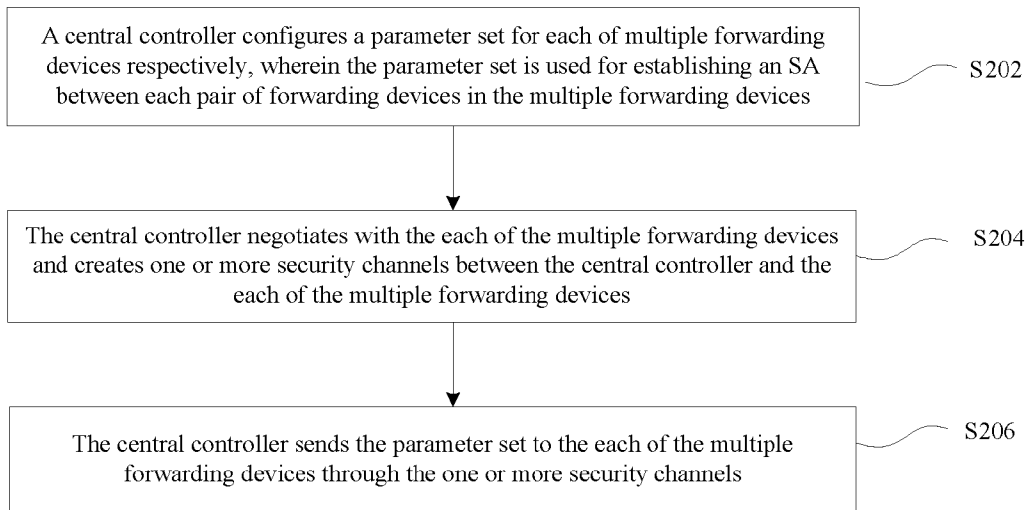 A central controller configures a parameter set for each of multiple forwarding
devices respectively, wherein the parameter set is used for establishing an SA
between each pair of forwarding devices in the multiple forwarding devices
S202
The central controller negotiates with the each of the multiple forwarding devices
and creates one or more security channels between the central controller and the
each of the multiple forwarding devices
S204
The central controller sends the parameter set to the each of the multiple
forwarding devices through the one or more security channels
S206